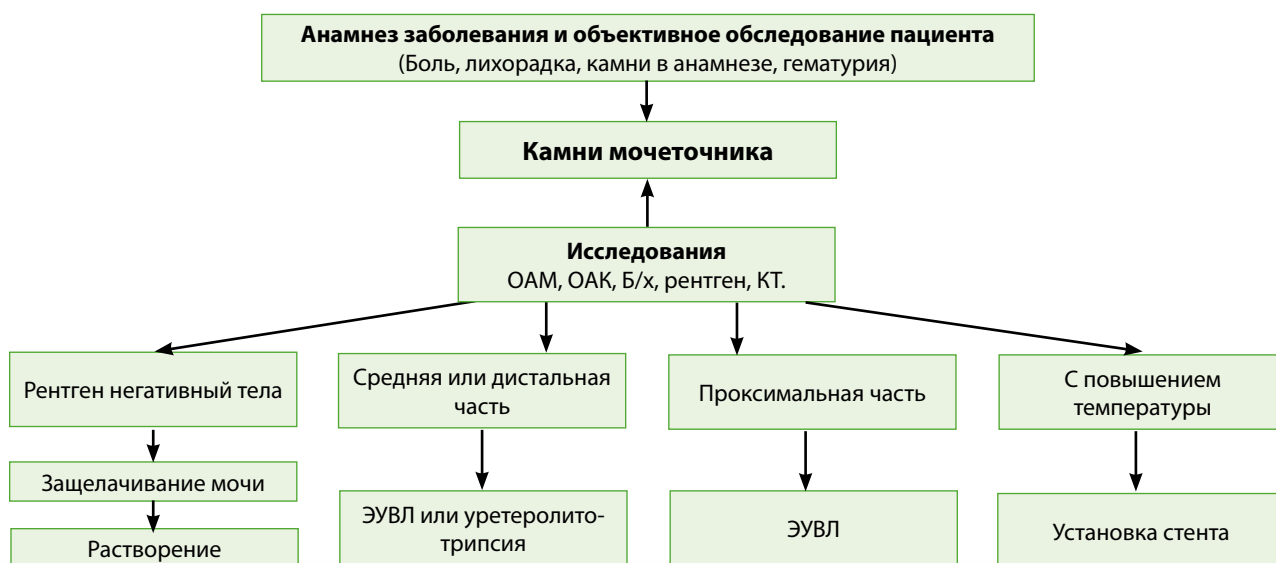 Анамнез заболевания и объективное обследование пациента
(Боль, лихорадка, камни в анамнезе, гематурия)
Камни мочеточника
Исследования
ОАМ, ОАК, Б/х, рентген, КТ.
Рентген негативный тела
Средняя или дистальная
часть
Проксимальная часть
С повышением
температуры
Защелачивание мочи
Растворение
ЭУВЛ или уретеролито-
трипсия
ЭУВЛ
Установка стента